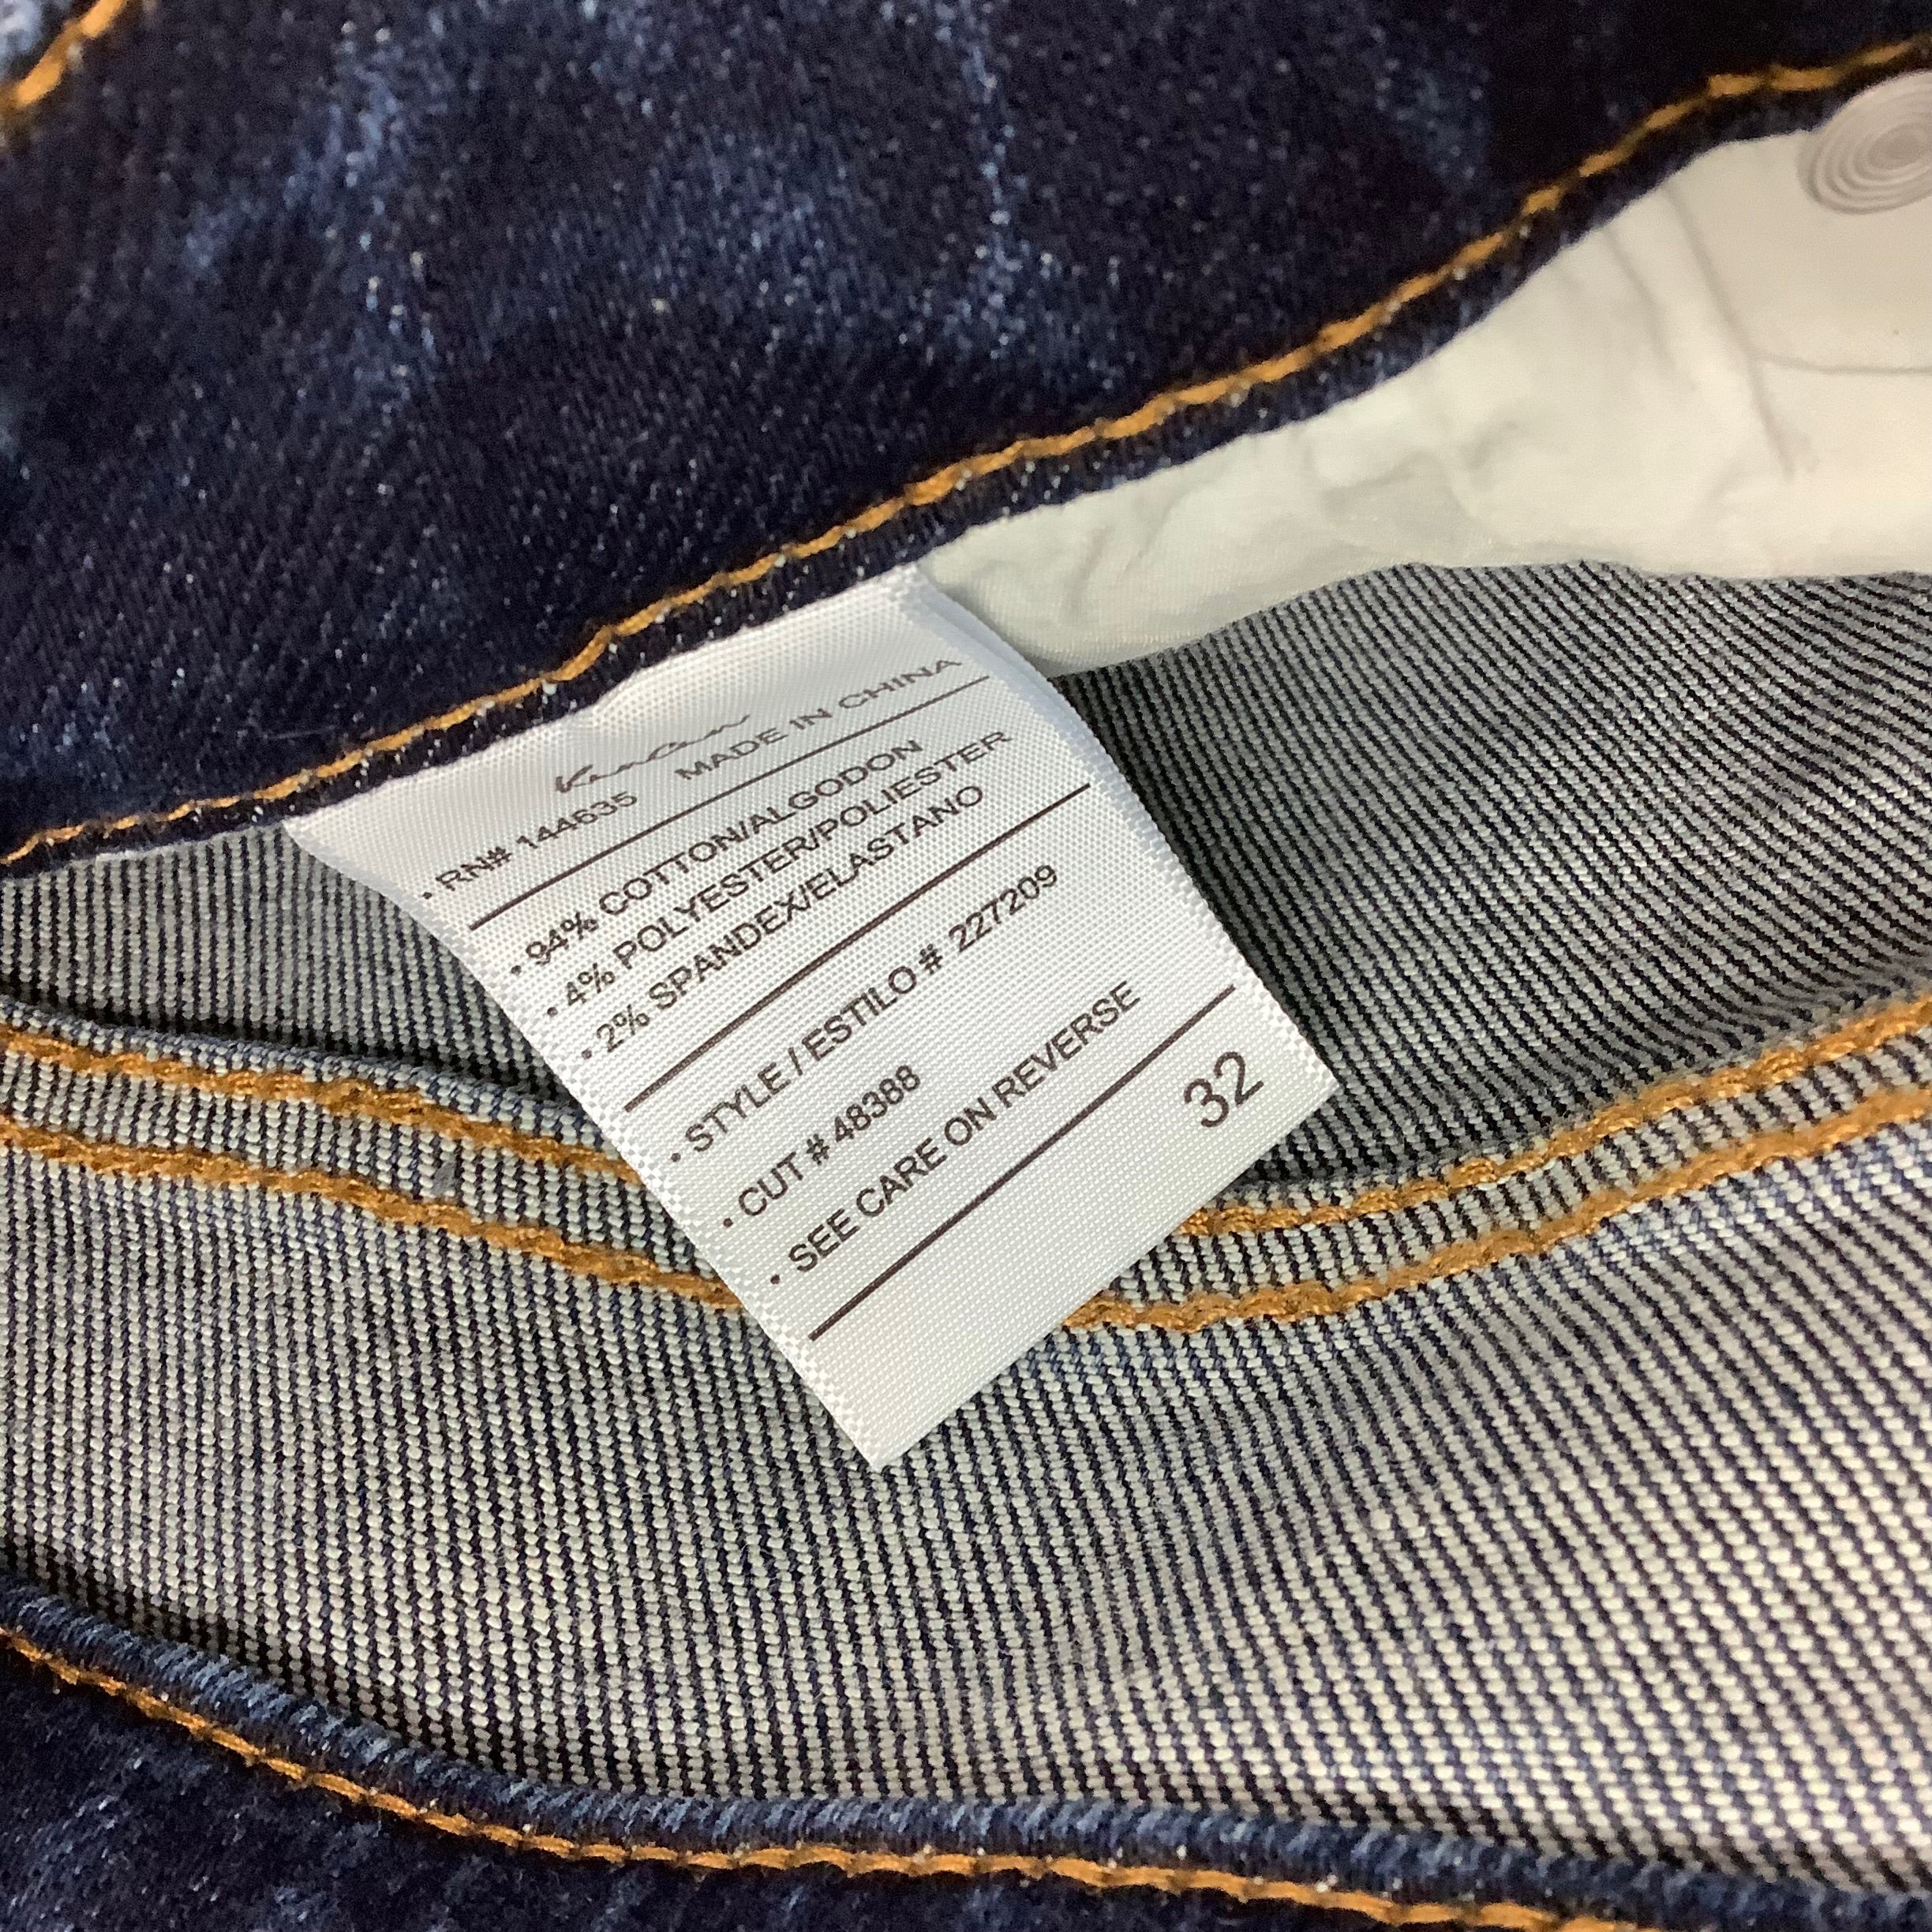 KanCan
• RN# 144635 MADE IN CHINA
• 94% COTTON/ALGODON
• 4% POLYESTER/POLIESTER
• 2% SPANDEX/ELASTANO
• STYLE / ESTILO # 227209
• CUT # 48388
• SEE CARE ON REVERSE
32